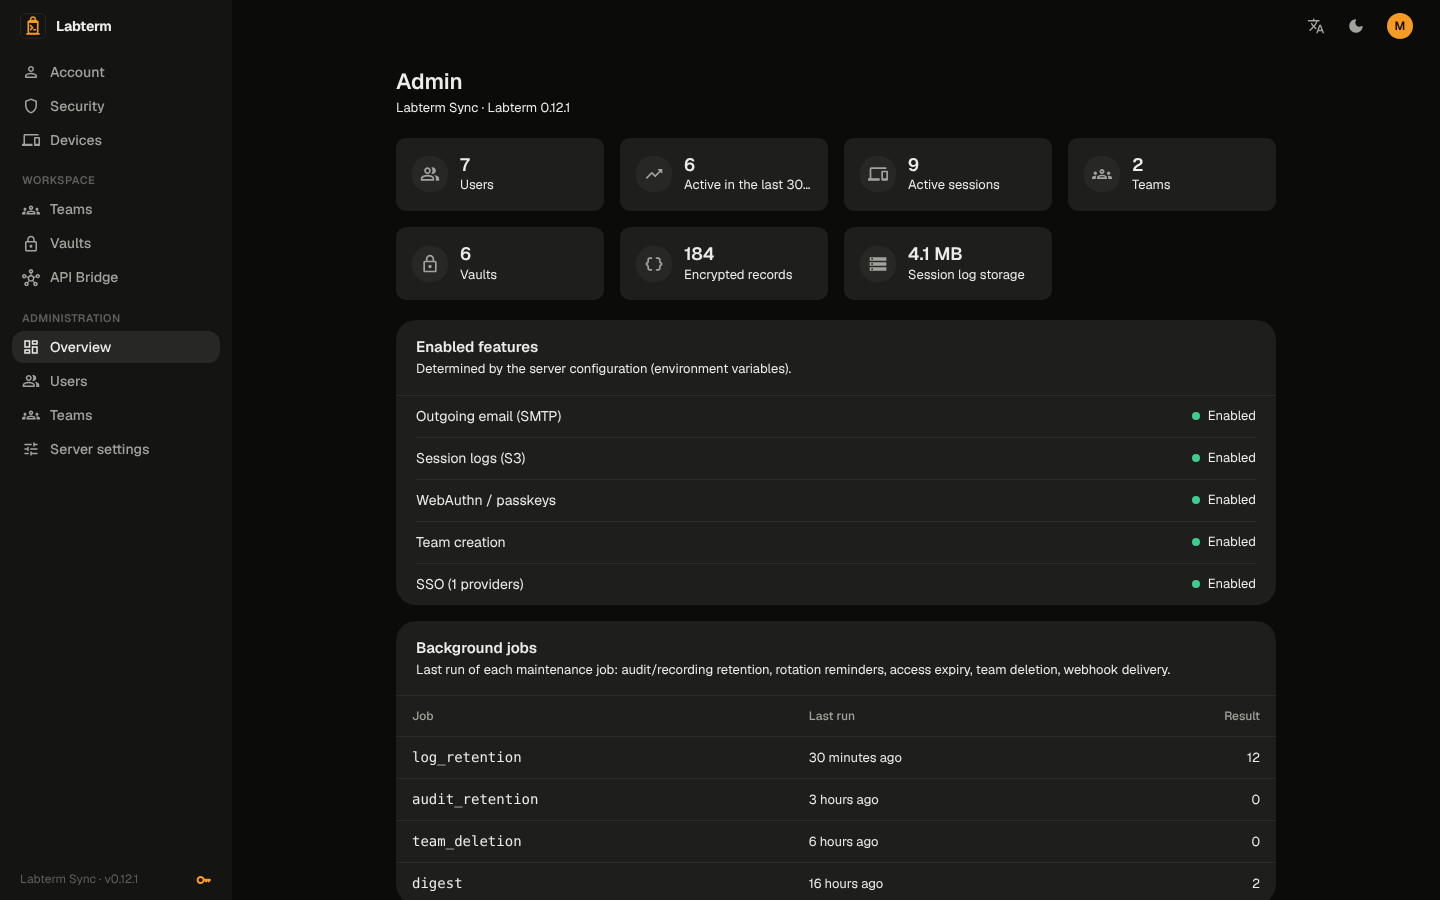 Labterm
M
Account
Security
Devices
WORKSPACE
Teams
Vaults
API Bridge
ADMINISTRATION
Overview
Users
Teams
Server settings
Labterm Sync · v0.12.1
Admin
Labterm Sync · Labterm 0.12.1
7
Users
6
Active in the last 30...
9
Active sessions
2
Teams
6
Vaults
184
Encrypted records
4.1 MB
Session log storage
Enabled features
Determined by the server configuration (environment variables).
Outgoing email (SMTP) Enabled
Session logs (S3) Enabled
WebAuthn / passkeys Enabled
Team creation Enabled
SSO (1 providers) Enabled
Background jobs
Last run of each maintenance job: audit/recording retention, rotation reminders, access expiry, team deletion, webhook delivery.
Job Last run Result
log_retention 30 minutes ago 12
audit_retention 3 hours ago 0
team_deletion 6 hours ago 0
digest 16 hours ago 2